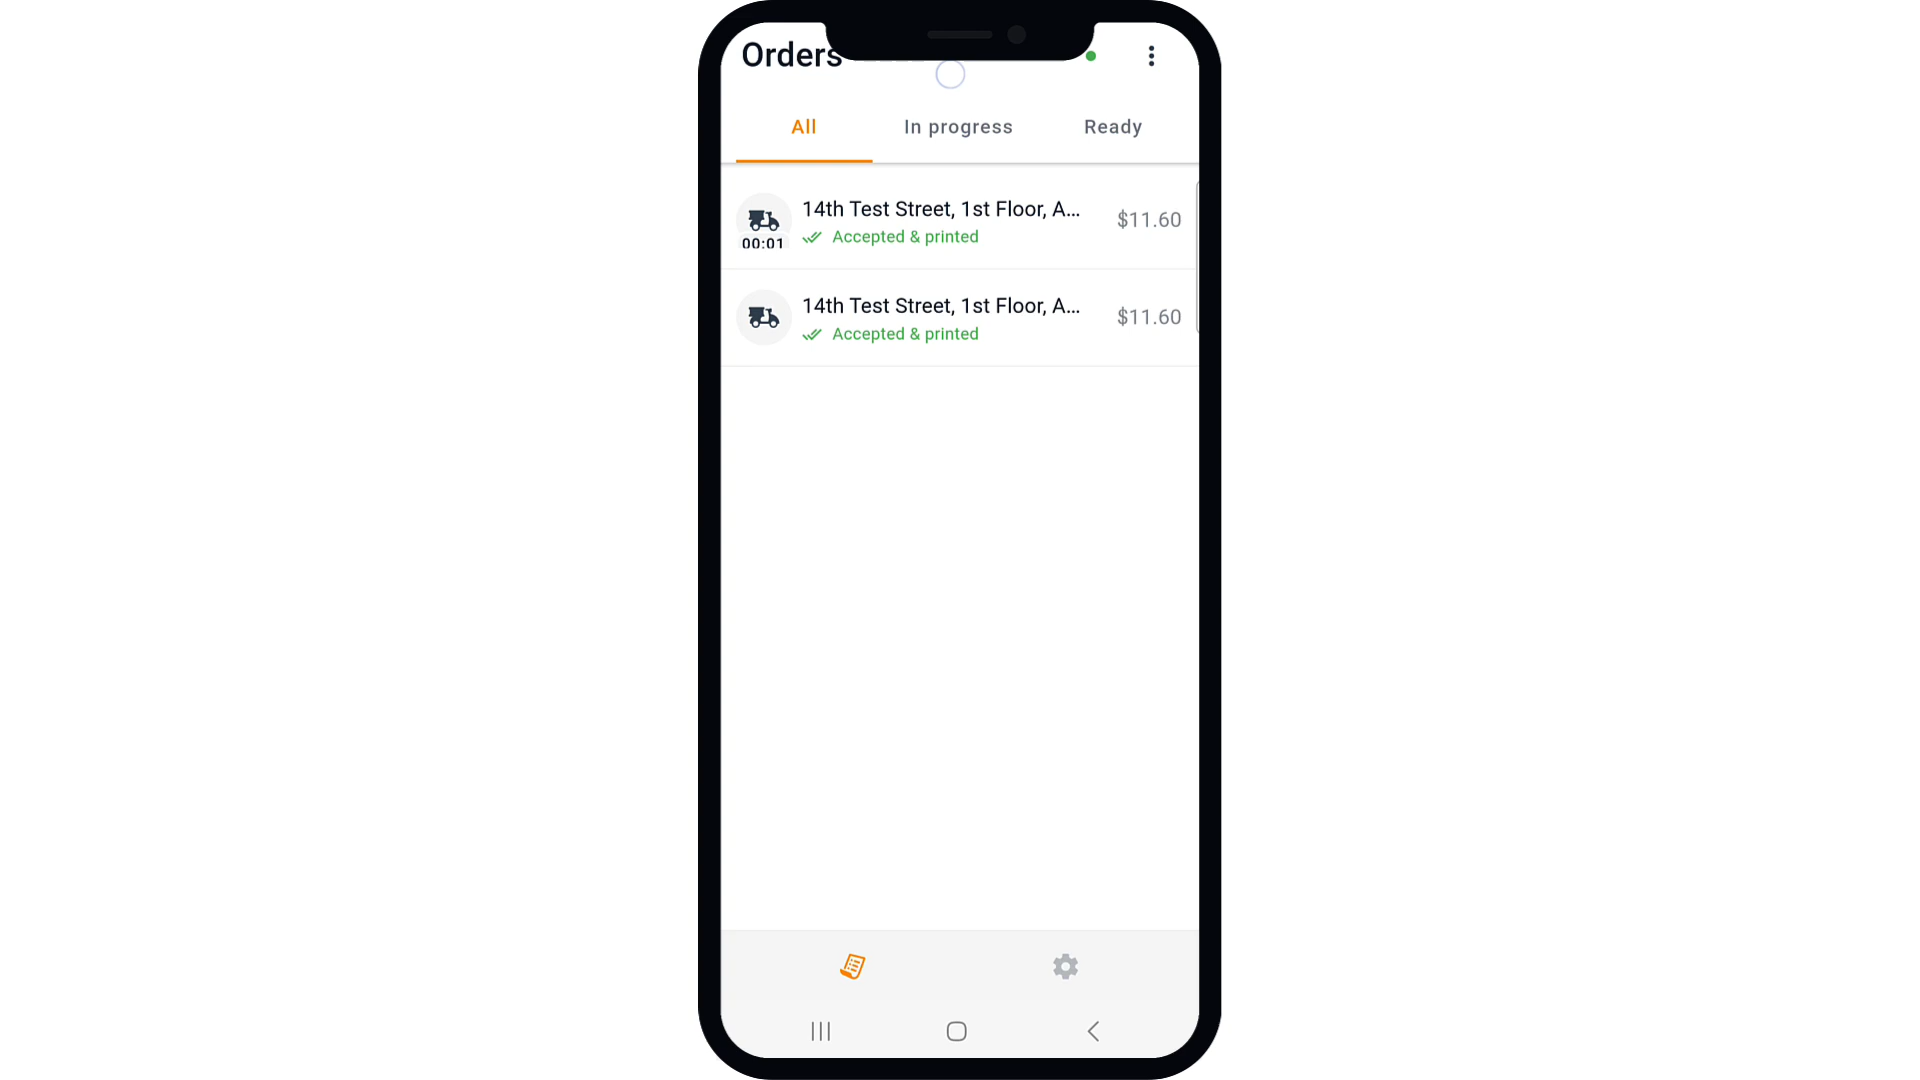 Orders
All In progress Ready
14th Test Street, 1st Floor, A... $11.60
00:01 Accepted & printed
14th Test Street, 1st Floor, A... $11.60
Accepted & printed